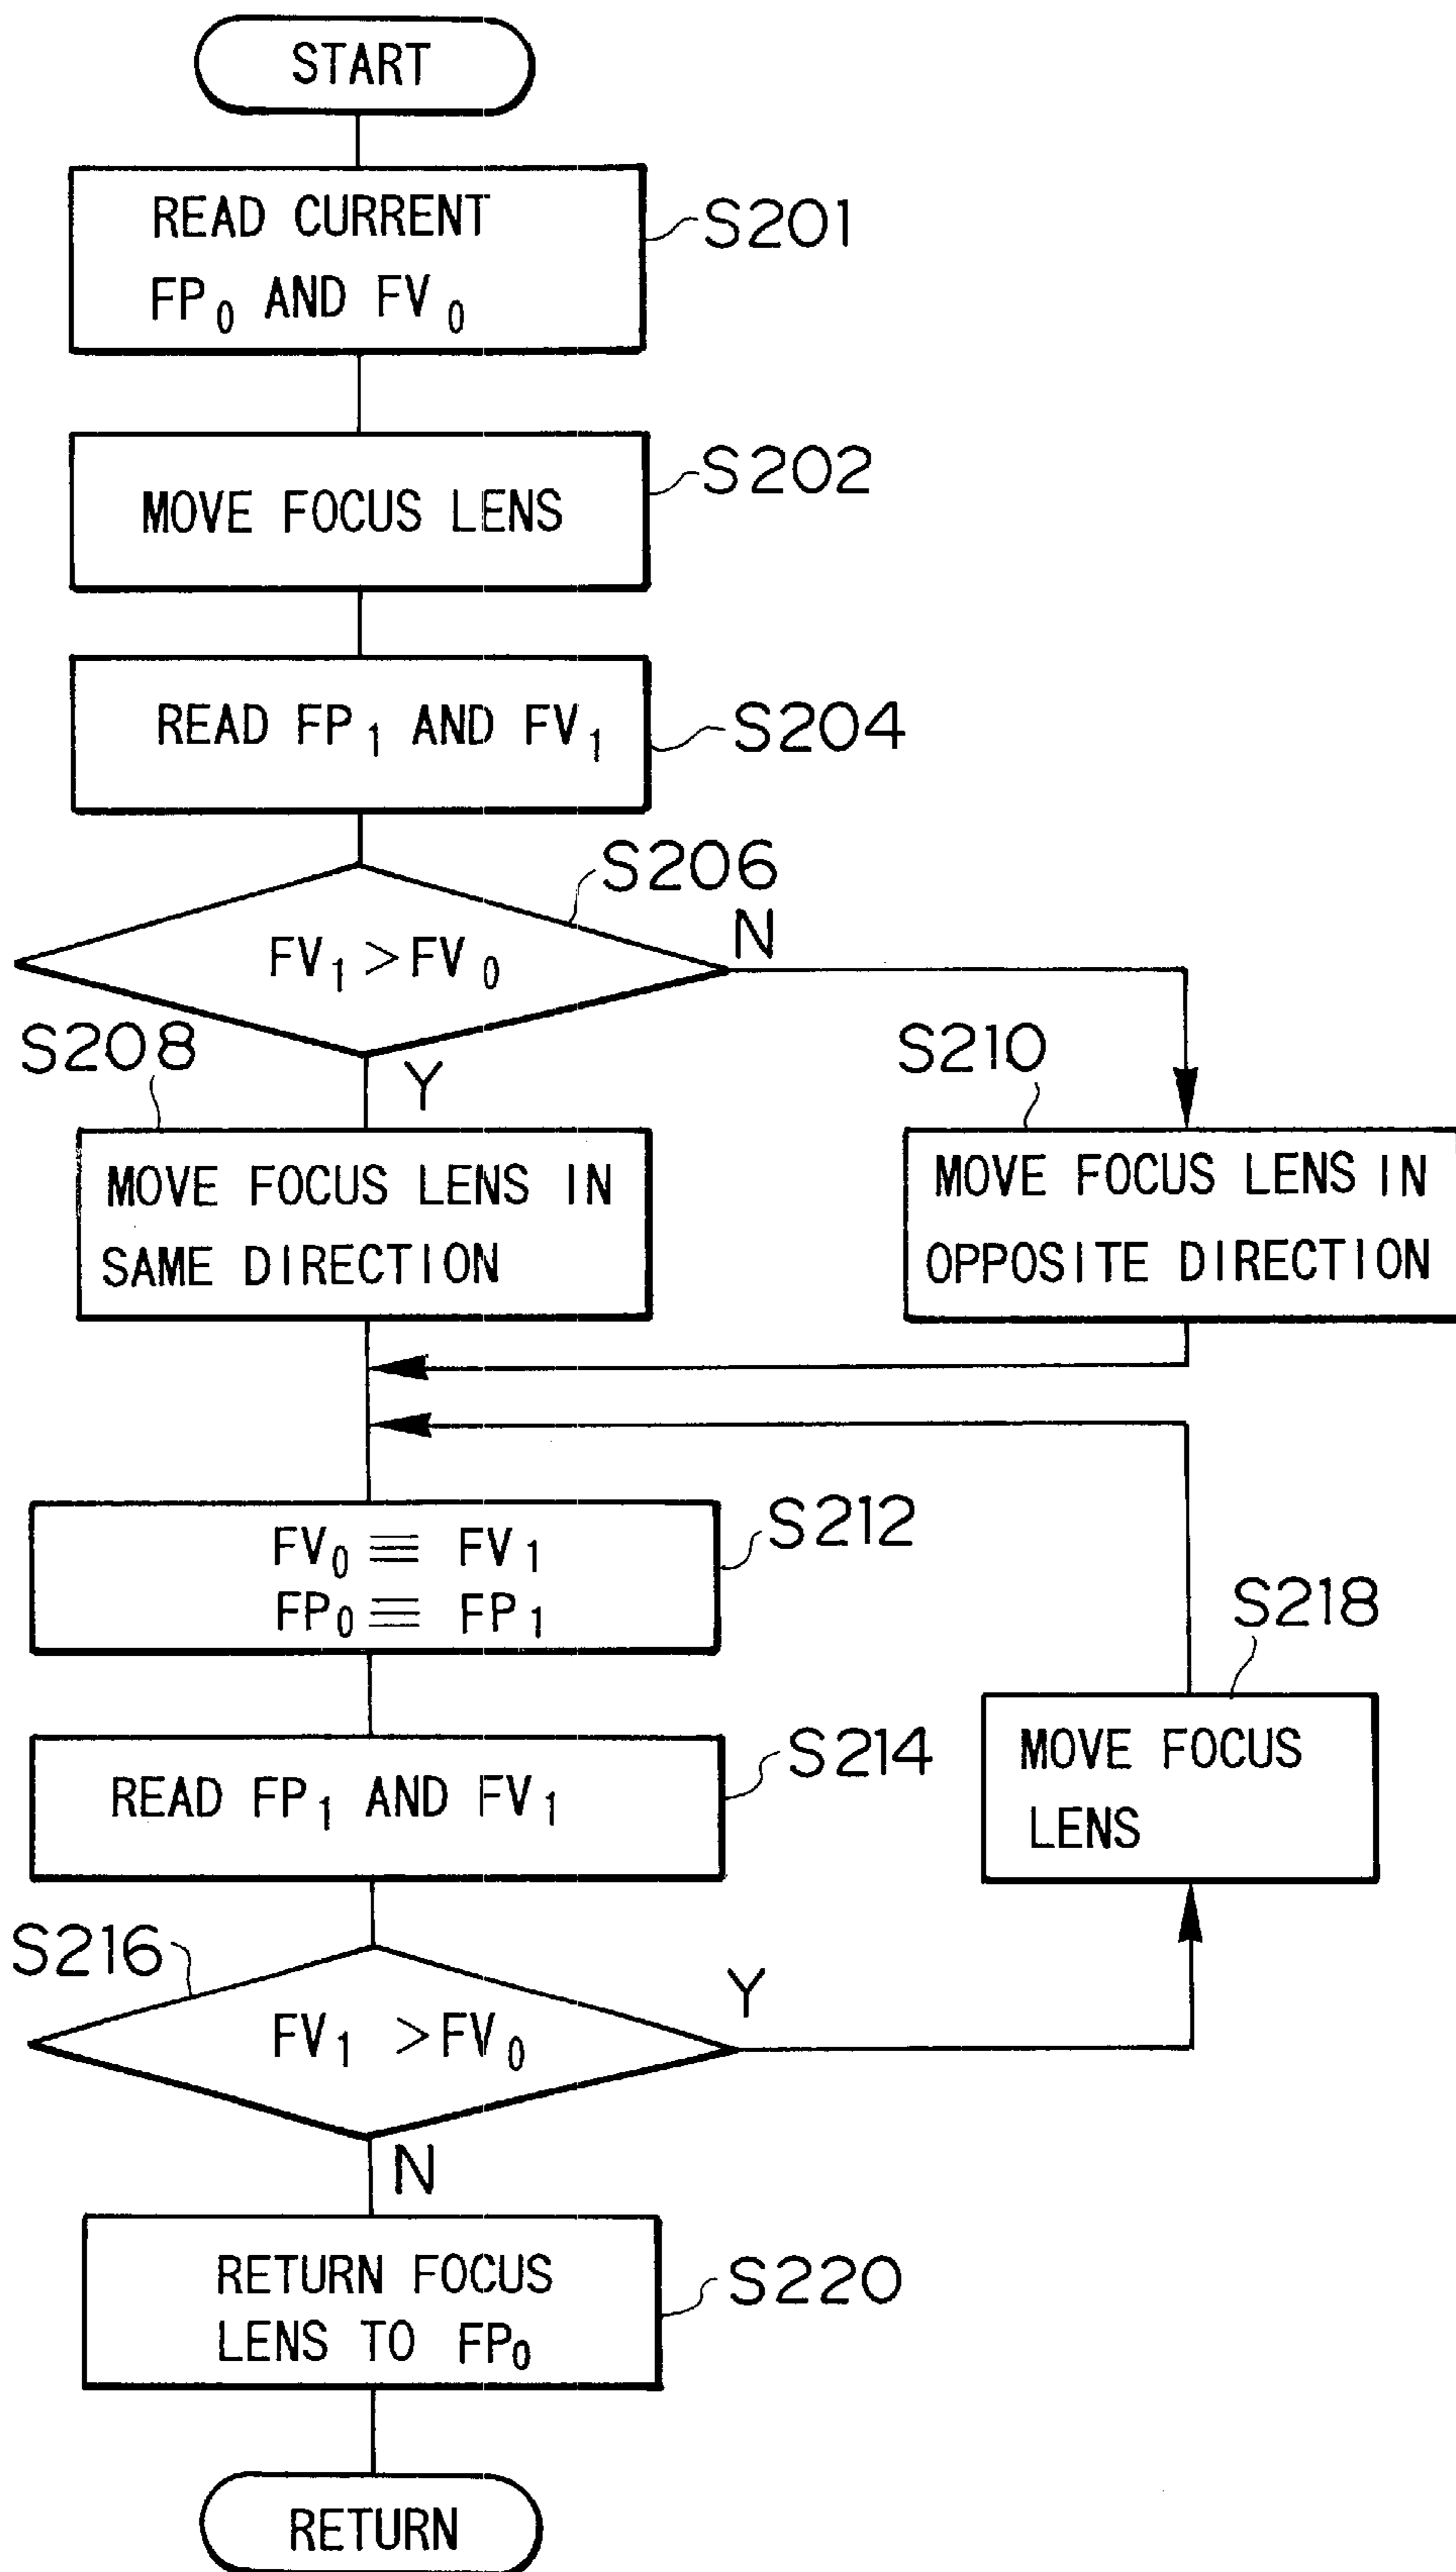 START
READ CURRENT
FP₀ AND FV₀
S201
MOVE FOCUS LENS
S202
READ FP₁ AND FV₁
S204
FV₁ > FV₀
S206
N
Y
S208
MOVE FOCUS LENS IN
SAME DIRECTION
S210
MOVE FOCUS LENS IN
OPPOSITE DIRECTION
FV₀ ≡ FV₁
FP₀ ≡ FP₁
S212
READ FP₁ AND FV₁
S214
S218
MOVE FOCUS
LENS
S216
FV₁ > FV₀
Y
N
RETURN FOCUS
LENS TO FP₀
S220
RETURN